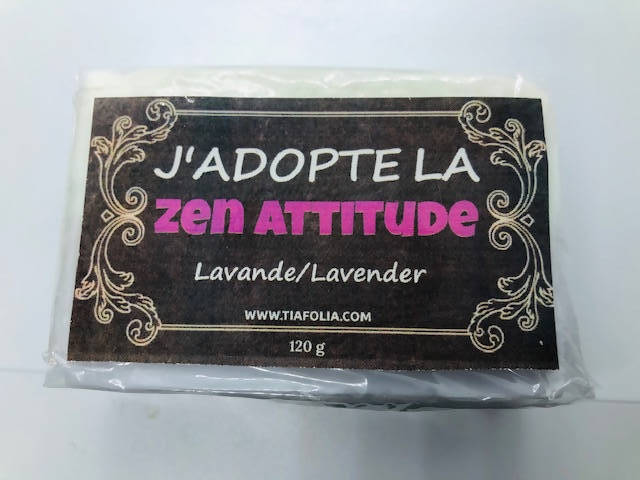 J'ADOPTE LA
Zen ATTITUDE
Lavande/Lavender
WWW.TIAFOLIA.COM
120 g